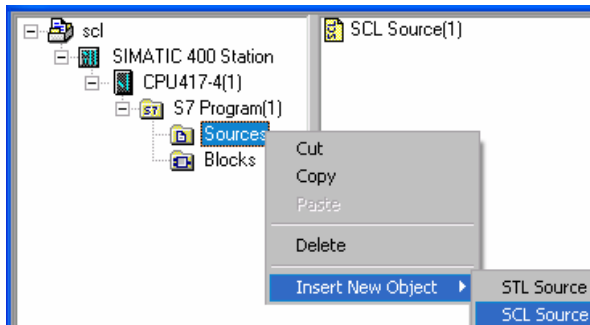 scl
SIMATIC 400 Station
CPU417-4(1)
S7 S7 Program(1)
Sources
Blocks
SCL Source(1)
Cut
Copy
Paste
Delete
Insert New Object
STL Source
SCL Source